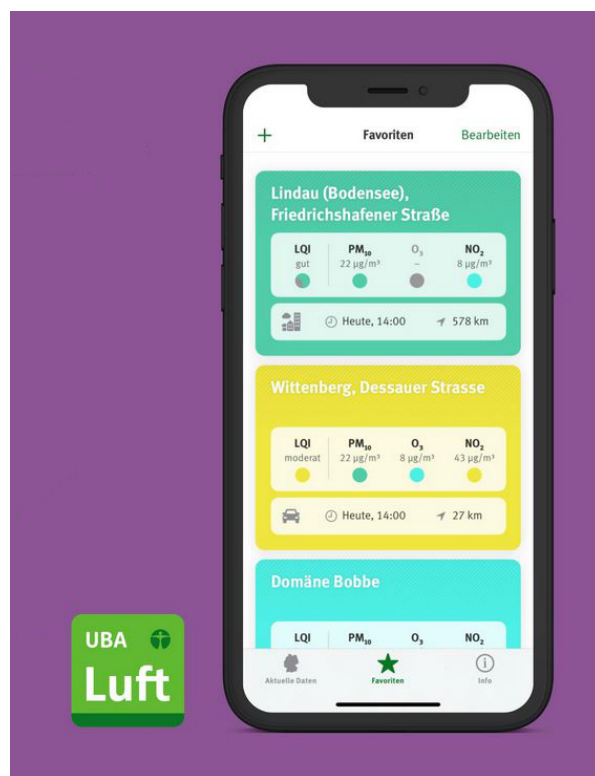 Favoriten
Bearbeiten
Lindau (Bodensee),
Friedrichshafener Straße
LQI PM₁₀ O₃ NO₂
gut 22 µg/m³ – 8 µg/m³
Heute, 14:00 578 km
Wittenberg, Dessauer Strasse
LQI PM₁₀ O₃ NO₂
moderat 22 µg/m³ 8 µg/m³ 43 µg/m³
Heute, 14:00 27 km
Domäne Bobbe
LQI PM₁₀ O₃ NO₂
Aktuelle Daten Favoriten Info
UBA
Luft